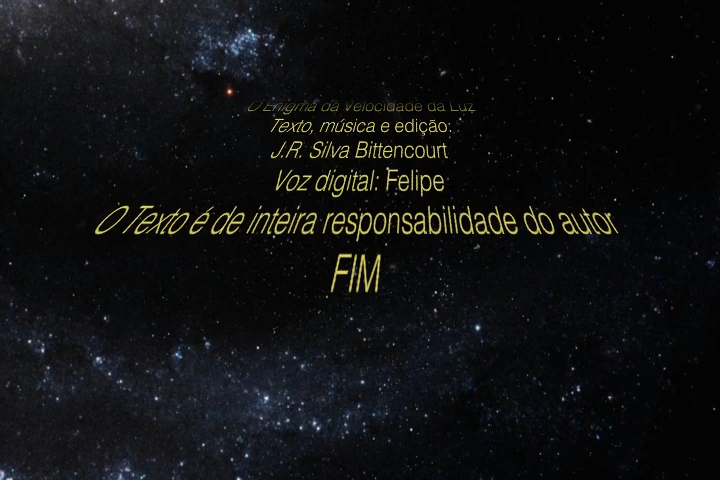 O Enigma da Velocidade da Luz
Texto, música e edição:
J.R. Silva Bittencourt
Voz digital: Felipe
O Texto é de inteira responsabilidade do autor
FIM